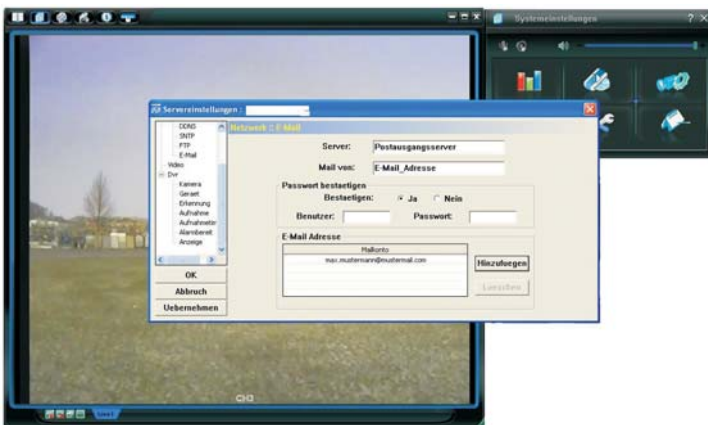 Systemeinstellungen
?
Servereinstellungen :
DDNS
SNTP
FTP
E-Mail
Video
Dvr
Kamera
Geraet
Erkennung
Aufnahme
Alarmbereit
Anzeige
OK
Abbruch
Uebernehmen
Netzwerk :: E-Mail
Server: Postausgangsserver
Mail von: E-Mail_Adresse
Passwort bestaetigen
Bestaetigen: Ja Nein
Benutzer: Passwort:
E-Mail Adresse
Mailkonto
max.mustermann@mustermail.com
Hinzufuegen
Loeschen
CH3